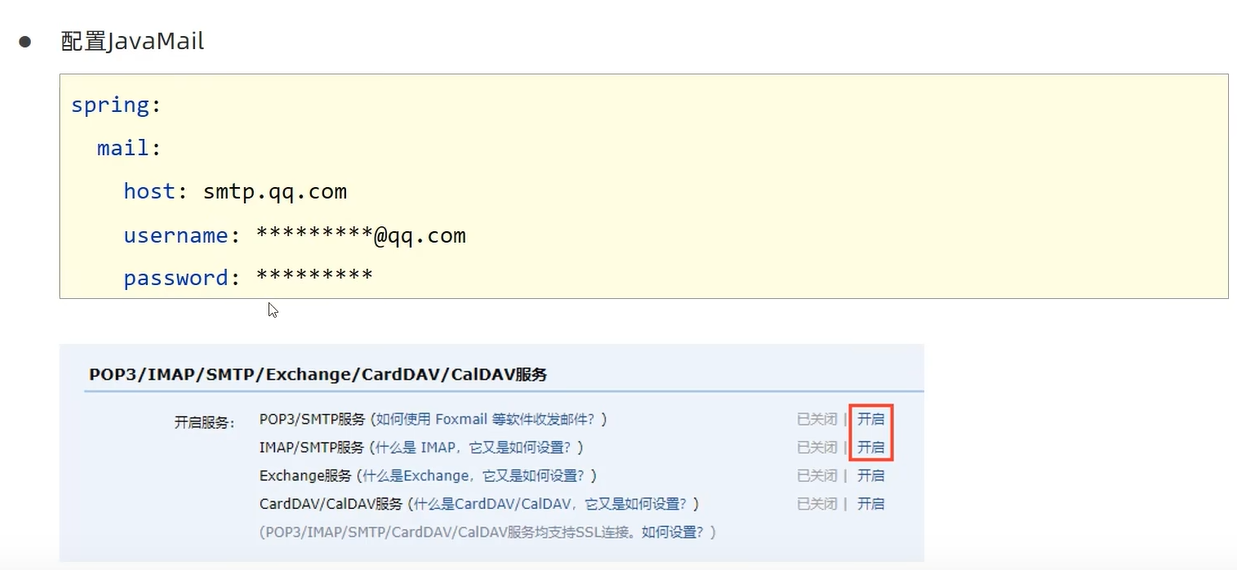 ● 配置JavaMail
spring:
mail:
host: smtp.qq.com
username: *********@qq.com
password: *********
POP3/IMAP/SMTP/Exchange/CardDAV/CalDAV服务
开启服务： POP3/SMTP服务 (如何使用 Foxmail 等软件收发邮件？) 已关闭 | 开启
IMAP/SMTP服务 (什么是 IMAP，它又是如何设置？) 已关闭 | 开启
Exchange服务 (什么是Exchange，它又是如何设置？) 已关闭 | 开启
CardDAV/CalDAV服务 (什么是CardDAV/CalDAV，它又是如何设置？) 已关闭 | 开启
(POP3/IMAP/SMTP/CardDAV/CalDAV服务均支持SSL连接。如何设置？)